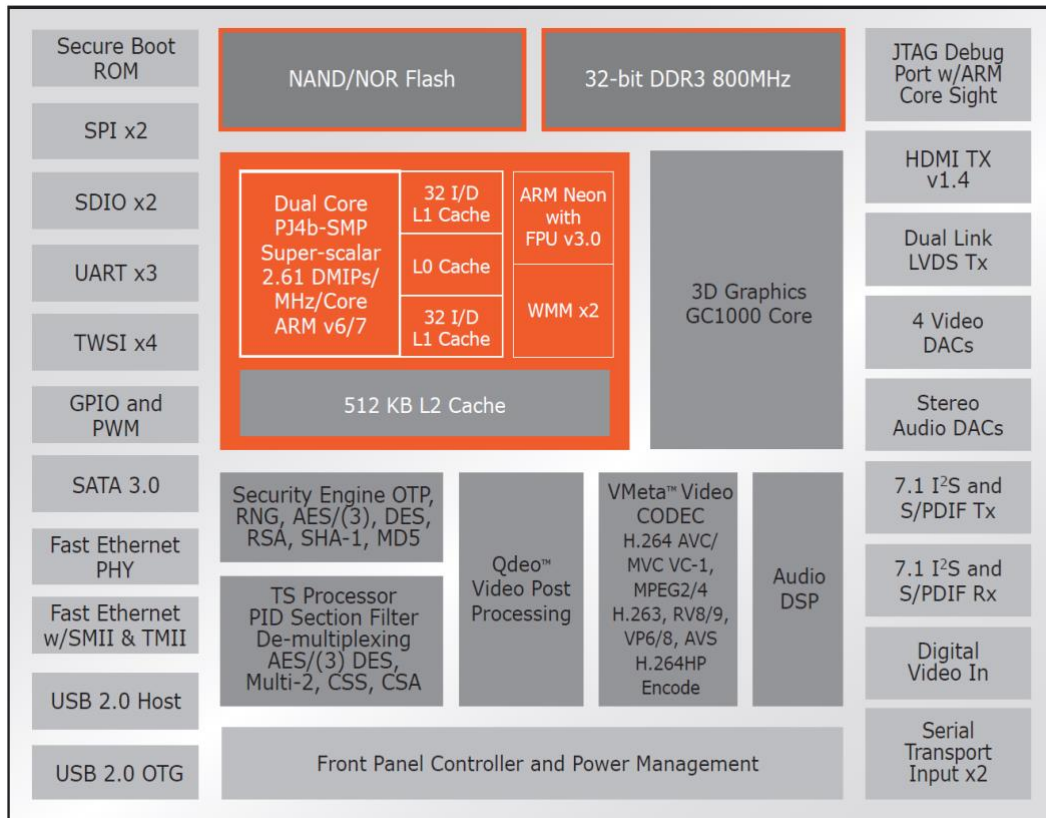 Secure Boot
ROM
SPI x2
SDIO x2
UART x3
TWSI x4
GPIO and
PWM
SATA 3.0
Fast Ethernet
PHY
Fast Ethernet
w/SMII & TMII
USB 2.0 Host
USB 2.0 OTG
NAND/NOR Flash
32-bit DDR3 800MHz
Dual Core
PJ4b-SMP
Super-scalar
2.61 DMIPs/
MHz/Core
ARM v6/7
32 I/D
L1 Cache
L0 Cache
32 I/D
L1 Cache
ARM Neon
with
FPU v3.0
WMM x2
512 KB L2 Cache
3D Graphics
GC1000 Core
Security Engine OTP,
RNG, AES/(3), DES,
RSA, SHA-1, MD5
TS Processor
PID Section Filter
De-multiplexing
AES/(3) DES,
Multi-2, CSS, CSA
Qdeo™
Video Post
Processing
VMeta™ Video
CODEC
H.264 AVC/
MVC VC-1,
MPEG2/4
H.263, RV8/9,
VP6/8, AVS
H.264HP
Encode
Audio
DSP
Front Panel Controller and Power Management
JTAG Debug
Port w/ARM
Core Sight
HDMI TX
v1.4
Dual Link
LVDS Tx
4 Video
DACs
Stereo
Audio DACs
7.1 I²S and
S/PDIF Tx
7.1 I²S and
S/PDIF Rx
Digital
Video In
Serial
Transport
Input x2